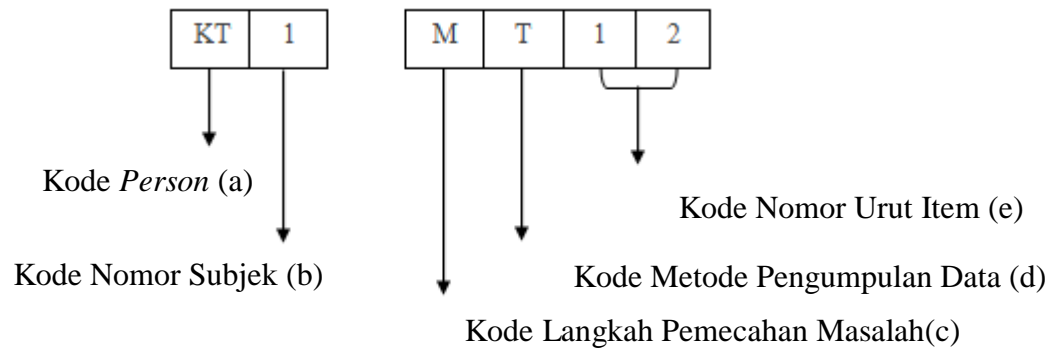 KT 1 M T 1 2
Kode Person (a)
Kode Nomor Urut Item (e)
Kode Nomor Subjek (b)
Kode Metode Pengumpulan Data (d)
Kode Langkah Pemecahan Masalah(c)